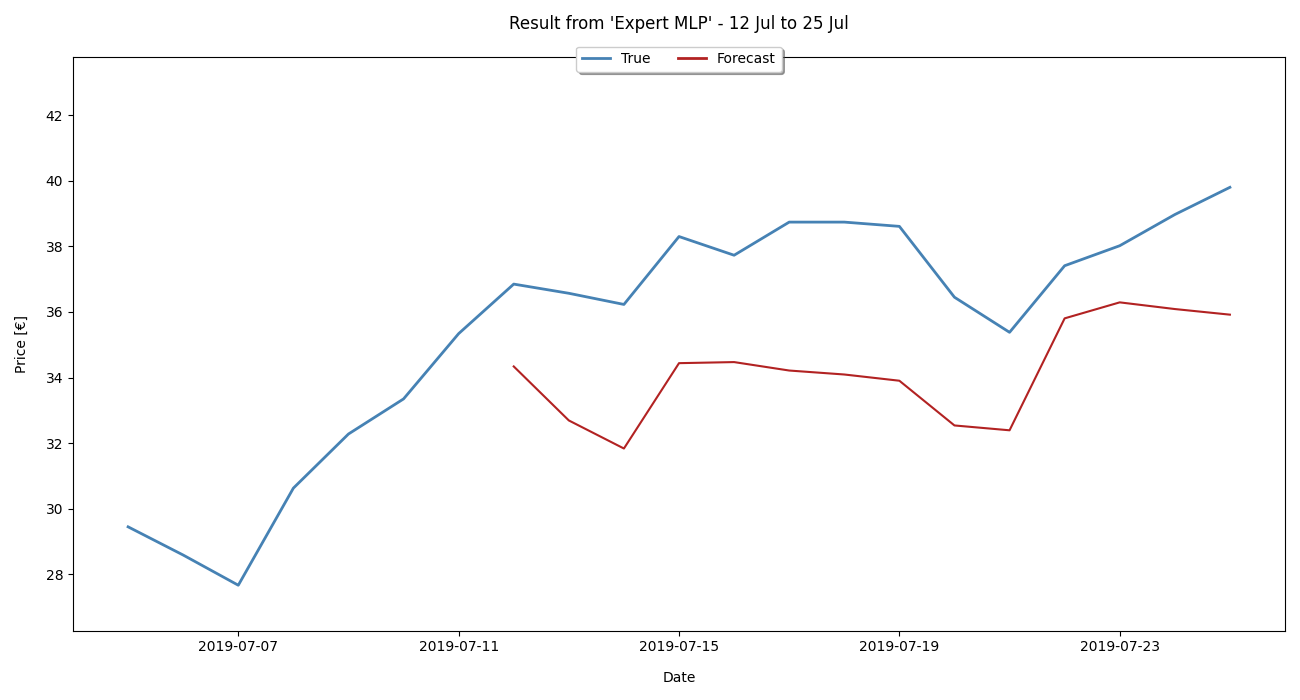 Result from 'Expert MLP' - 12 Jul to 25 Jul
True Forecast
42
40
38
36
34
32
30
28
Price [€]
2019-07-07 2019-07-11 2019-07-15 2019-07-19 2019-07-23
Date